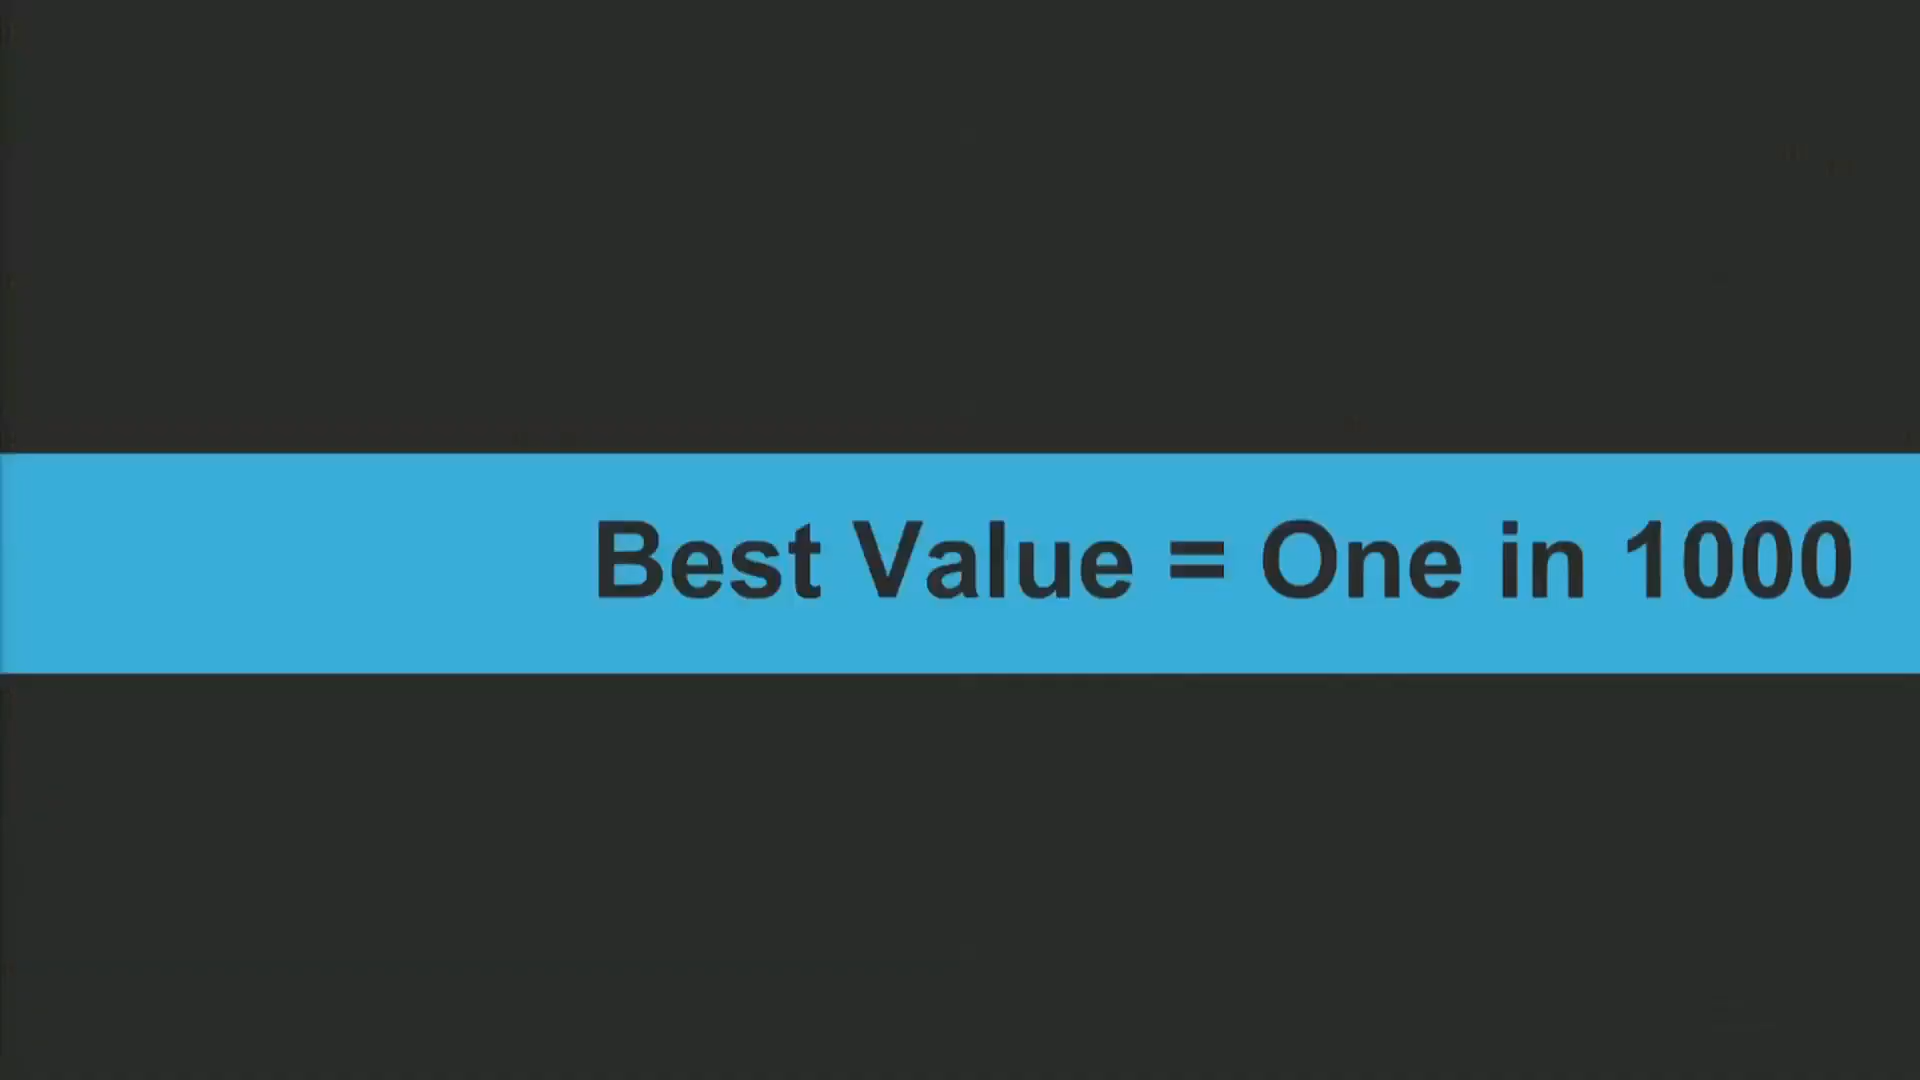 Best Value = One in 1000